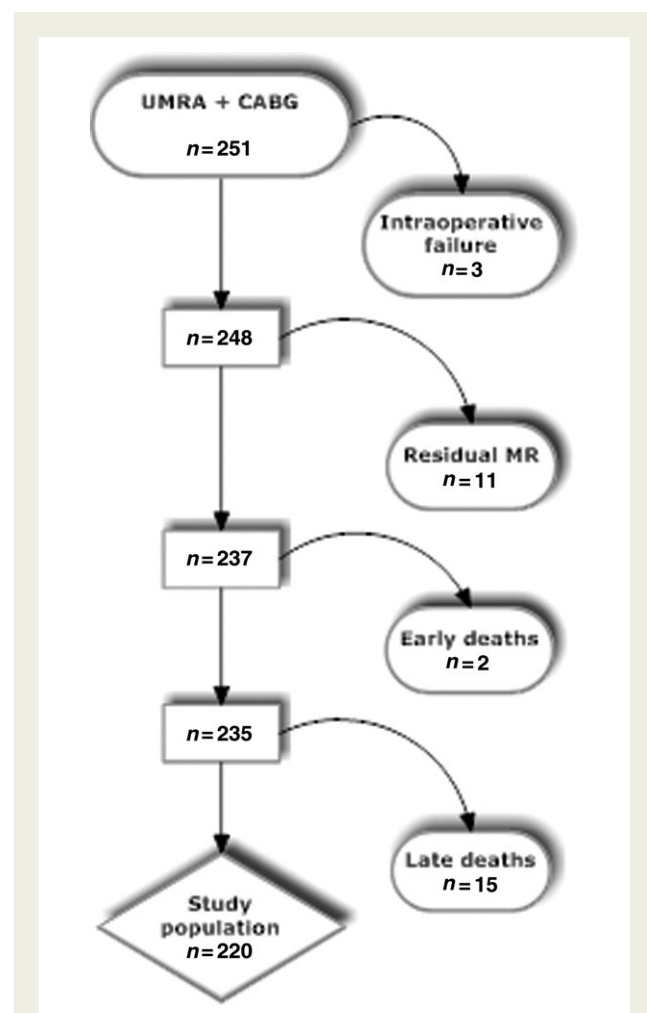 UMRA + CABG
n=251
Intraoperative
failure
n=3
n=248
Residual MR
n=11
n=237
Early deaths
n=2
n=235
Late deaths
n=15
Study
population
n=220